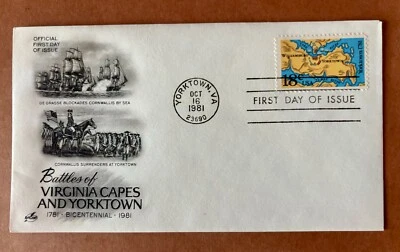 OFFICIAL
FIRST DAY OF
ISSUE
DE GRASSE BLOCKADES CORNWALLIS BY SEA
CORNWALLIS SURRENDERS AT YORKTOWN
Battles of
VIRGINIA CAPES
AND YORKTOWN
1781 - BICENTENNIAL - 1981
YORKTOWN, VA
OCT
16
1981
23690
FIRST DAY OF ISSUE
18c